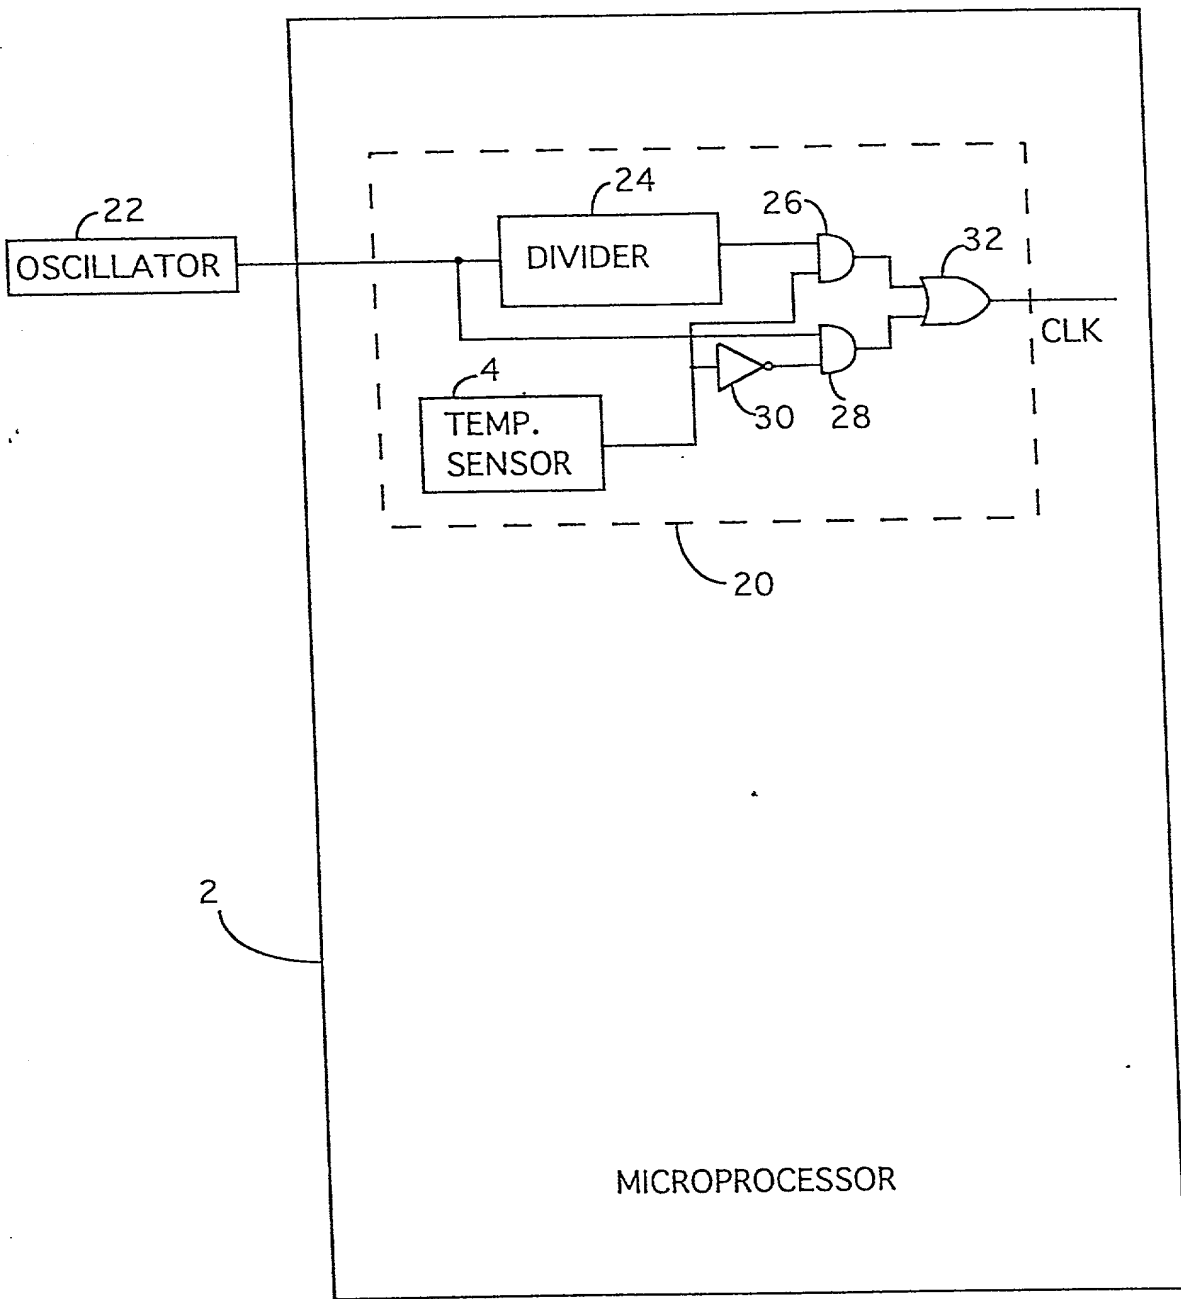 22
OSCILLATOR
24
DIVIDER
26
32
CLK
4
TEMP.
SENSOR
30
28
20
2
MICROPROCESSOR